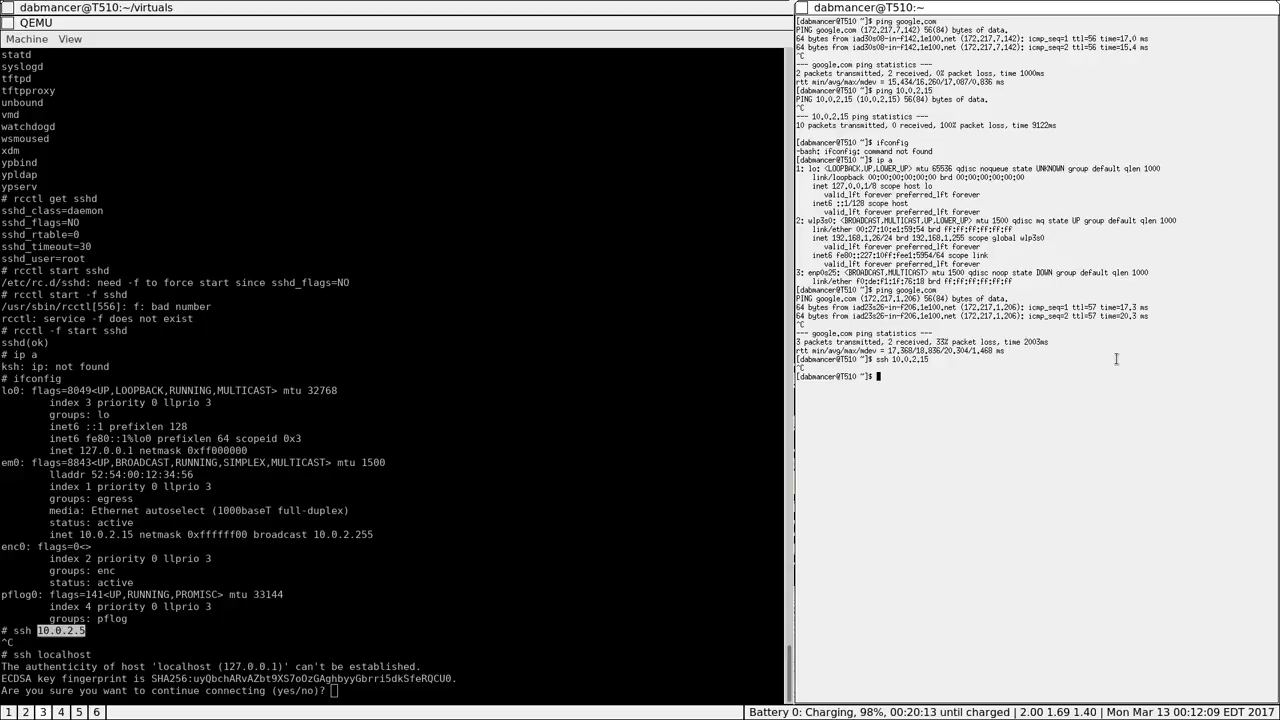 dabmancer@T510:~/virtuals
QEMU
Machine View
statd
syslogd
tftpd
tftpproxy
unbound
vmd
watchdogd
wsmoused
xdm
ypbind
ypldap
ypserv
# rcctl get sshd
sshd_class=daemon
sshd_flags=NO
sshd_rtable=0
sshd_timeout=30
sshd_user=root
# rcctl start sshd
/etc/rc.d/sshd: need -f to force start since sshd_flags=NO
# rcctl start -f sshd
/usr/sbin/rcctl[556]: f: bad number
rcctl: service -f does not exist
# rcctl -f start sshd
sshd(ok)
# ip a
ksh: ip: not found
# ifconfig
lo0: flags=8049<UP,LOOPBACK,RUNNING,MULTICAST> mtu 32768
index 3 priority 0 llprio 3
groups: lo
inet6 ::1 prefixlen 128
inet6 fe80::1%lo0 prefixlen 64 scopeid 0x3
inet 127.0.0.1 netmask 0xff000000
em0: flags=8843<UP,BROADCAST,RUNNING,SIMPLEX,MULTICAST> mtu 1500
lladdr 52:54:00:12:34:56
index 1 priority 0 llprio 3
groups: egress
media: Ethernet autoselect (1000baseT full-duplex)
status: active
inet 10.0.2.15 netmask 0xffffff00 broadcast 10.0.2.255
enc0: flags=0<>
index 2 priority 0 llprio 3
groups: enc
status: active
pflog0: flags=141<UP,RUNNING,PROMISC> mtu 33144
index 4 priority 0 llprio 3
groups: pflog
# ssh 10.0.2.5
^C
# ssh localhost
The authenticity of host 'localhost (127.0.0.1)' can't be established.
ECDSA key fingerprint is SHA256:uyQbchARvAZbt9XS7oOzGAghbyyGbrri5dkSfeRQCU0.
Are you sure you want to continue connecting (yes/no)?
dabmancer@T510:~
[dabmancer@T510 ~]$ ping google.com
PING google.com (172.217.7.142) 56(84) bytes of data.
64 bytes from iad30s08-in-f142.1e100.net (172.217.7.142): icmp_seq=1 ttl=56 time=17.0 ms
64 bytes from iad30s08-in-f142.1e100.net (172.217.7.142): icmp_seq=2 ttl=56 time=15.4 ms
^C
--- google.com ping statistics ---
2 packets transmitted, 2 received, 0% packet loss, time 1000ms
rtt min/avg/max/mdev = 15.434/16.260/17.087/0.836 ms
[dabmancer@T510 ~]$ ping 10.0.2.15
PING 10.0.2.15 (10.0.2.15) 56(84) bytes of data.
^C
--- 10.0.2.15 ping statistics ---
10 packets transmitted, 0 received, 100% packet loss, time 9122ms
[dabmancer@T510 ~]$ ifconfig
-bash: ifconfig: command not found
[dabmancer@T510 ~]$ ip a
1: lo: <LOOPBACK,UP,LOWER_UP> mtu 65536 qdisc noqueue state UNKNOWN group default qlen 1000
link/loopback 00:00:00:00:00:00 brd 00:00:00:00:00:00
inet 127.0.0.1/8 scope host lo
valid_lft forever preferred_lft forever
inet6 ::1/128 scope host
valid_lft forever preferred_lft forever
2: wlp3s0: <BROADCAST,MULTICAST,UP,LOWER_UP> mtu 1500 qdisc mq state UP group default qlen 1000
link/ether 00:27:10:e1:59:54 brd ff:ff:ff:ff:ff:ff
inet 192.168.1.26/24 brd 192.168.1.255 scope global wlp3s0
valid_lft forever preferred_lft forever
inet6 fe80::227:10ff:fee1:5954/64 scope link
valid_lft forever preferred_lft forever
3: enp0s25: <BROADCAST,MULTICAST> mtu 1500 qdisc noop state DOWN group default qlen 1000
link/ether f0:de:f1:1f:76:18 brd ff:ff:ff:ff:ff:ff
[dabmancer@T510 ~]$ ping google.com
PING google.com (172.217.1.206) 56(84) bytes of data.
64 bytes from iad23s26-in-f206.1e100.net (172.217.1.206): icmp_seq=1 ttl=57 time=17.3 ms
64 bytes from iad23s26-in-f206.1e100.net (172.217.1.206): icmp_seq=2 ttl=57 time=20.3 ms
^C
--- google.com ping statistics ---
3 packets transmitted, 2 received, 33% packet loss, time 2003ms
rtt min/avg/max/mdev = 17.368/18.836/20.304/1.468 ms
[dabmancer@T510 ~]$ ssh 10.0.2.15
^C
[dabmancer@T510 ~]$
1 2 3 4 5 6
Battery 0: Charging, 98%, 00:20:13 until charged | 2.00 1.69 1.40 | Mon Mar 13 00:12:09 EDT 2017